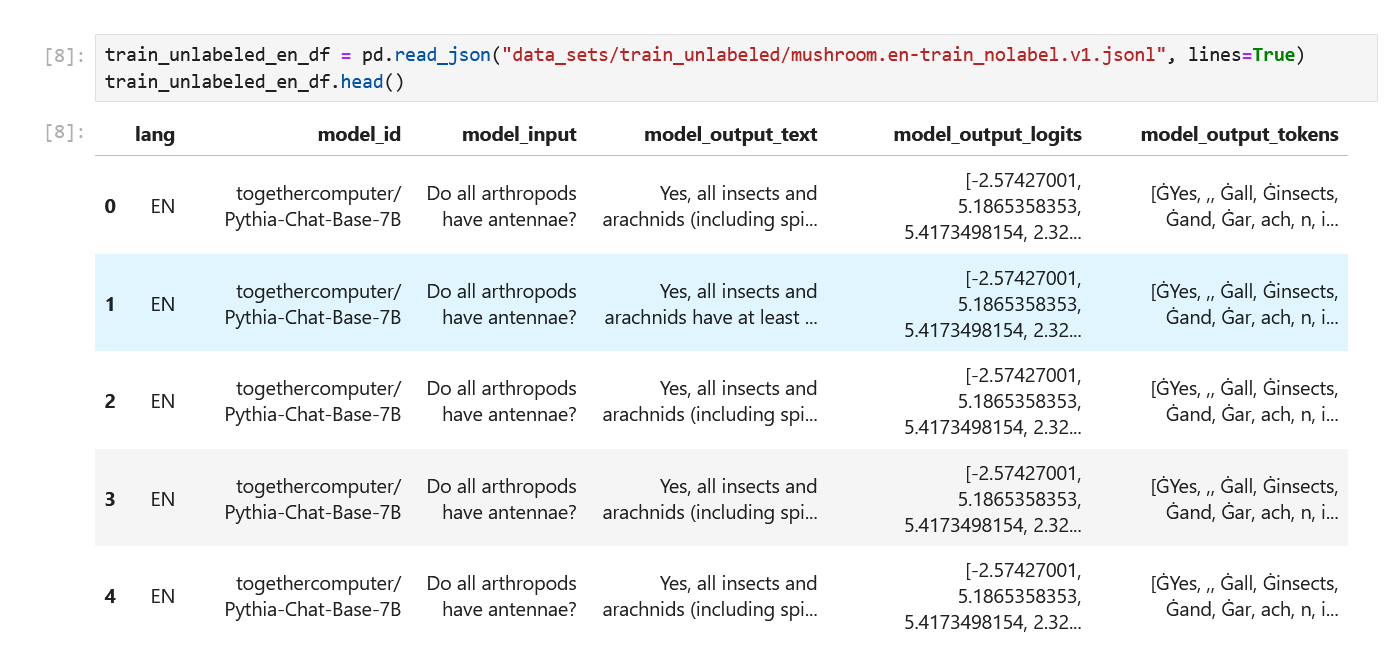 [8]: train_unlabeled_en_df = pd.read_json("data_sets/train_unlabeled/mushroom.en-train_nolabel.v1.jsonl", lines=True)
train_unlabeled_en_df.head()
[8]: lang model_id model_input model_output_text model_output_logits model_output_tokens
[-2.57427001,
togethercomputer/ Do all arthropods Yes, all insects and [ĠYes, ,, Ġall, Ġinsects,
0 EN 5.1865358353,
Pythia-Chat-Base-7B have antennae? arachnids (including spi... Ġand, Ġar, ach, n, i...
5.4173498154, 2.32...
[-2.57427001,
togethercomputer/ Do all arthropods Yes, all insects and [ĠYes, ,, Ġall, Ġinsects,
1 EN 5.1865358353,
Pythia-Chat-Base-7B have antennae? arachnids have at least ... Ġand, Ġar, ach, n, i...
5.4173498154, 2.32...
[-2.57427001,
togethercomputer/ Do all arthropods Yes, all insects and [ĠYes, ,, Ġall, Ġinsects,
2 EN 5.1865358353,
Pythia-Chat-Base-7B have antennae? arachnids (including spi... Ġand, Ġar, ach, n, i...
5.4173498154, 2.32...
[-2.57427001,
togethercomputer/ Do all arthropods Yes, all insects and [ĠYes, ,, Ġall, Ġinsects,
3 EN 5.1865358353,
Pythia-Chat-Base-7B have antennae? arachnids (including spi... Ġand, Ġar, ach, n, i...
5.4173498154, 2.32...
[-2.57427001,
togethercomputer/ Do all arthropods Yes, all insects and [ĠYes, ,, Ġall, Ġinsects,
4 EN 5.1865358353,
Pythia-Chat-Base-7B have antennae? arachnids (including spi... Ġand, Ġar, ach, n, i...
5.4173498154, 2.32...